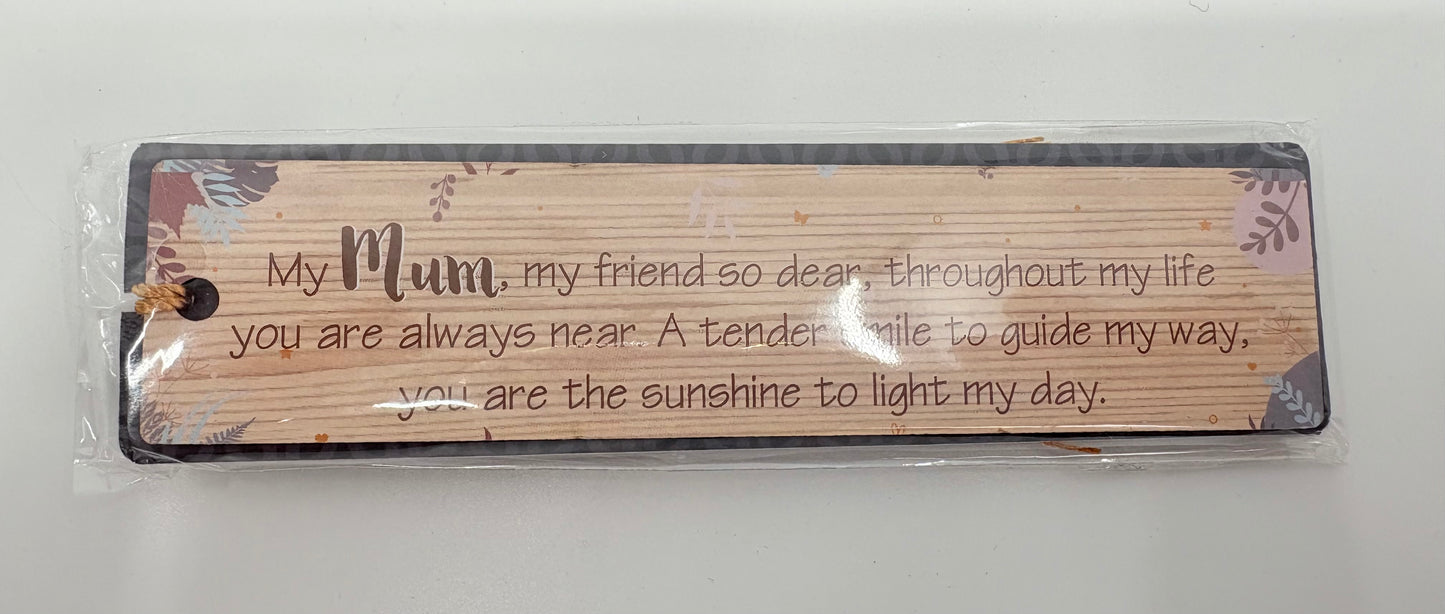 My Mum, my friend so dear, throughout my life
you are always near. A tender smile to guide my way,
you are the sunshine to light my day.